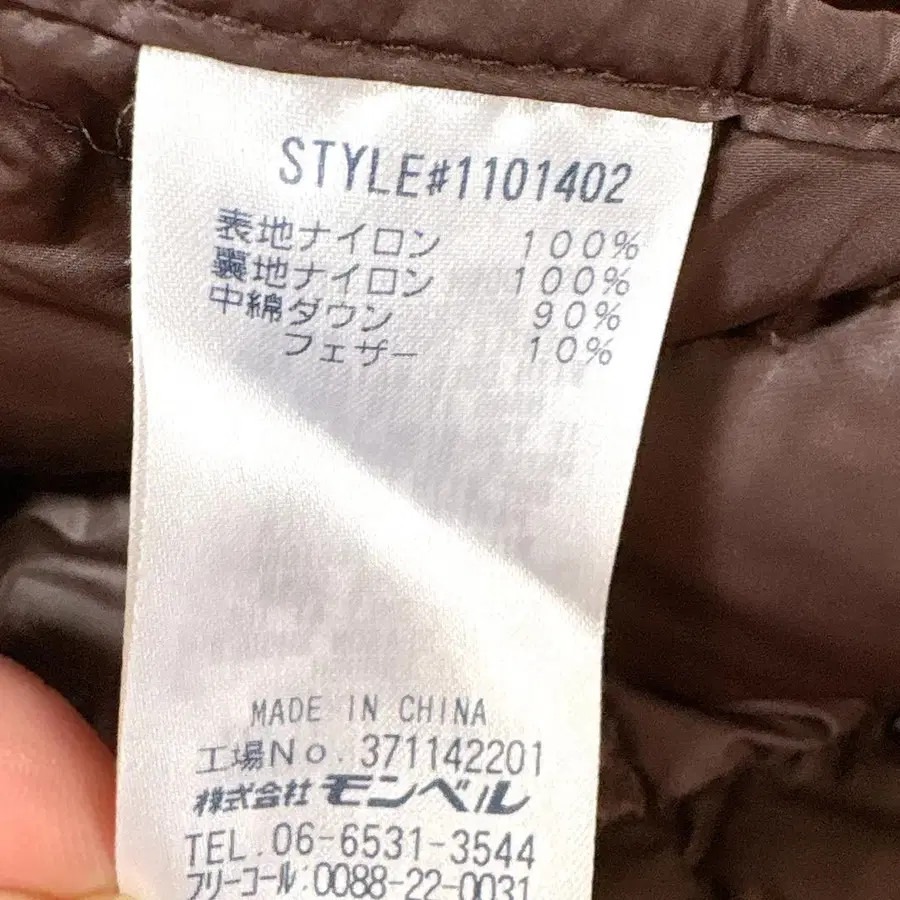 STYLE#1101402
表地ナイロン 100%
裏地ナイロン 100%
中綿ダウン 90%
フェザー 10%
MADE IN CHINA
工場No.371142201
株式会社モンベル
TEL.06-6531-3544
フリーコール:0088-22-0031